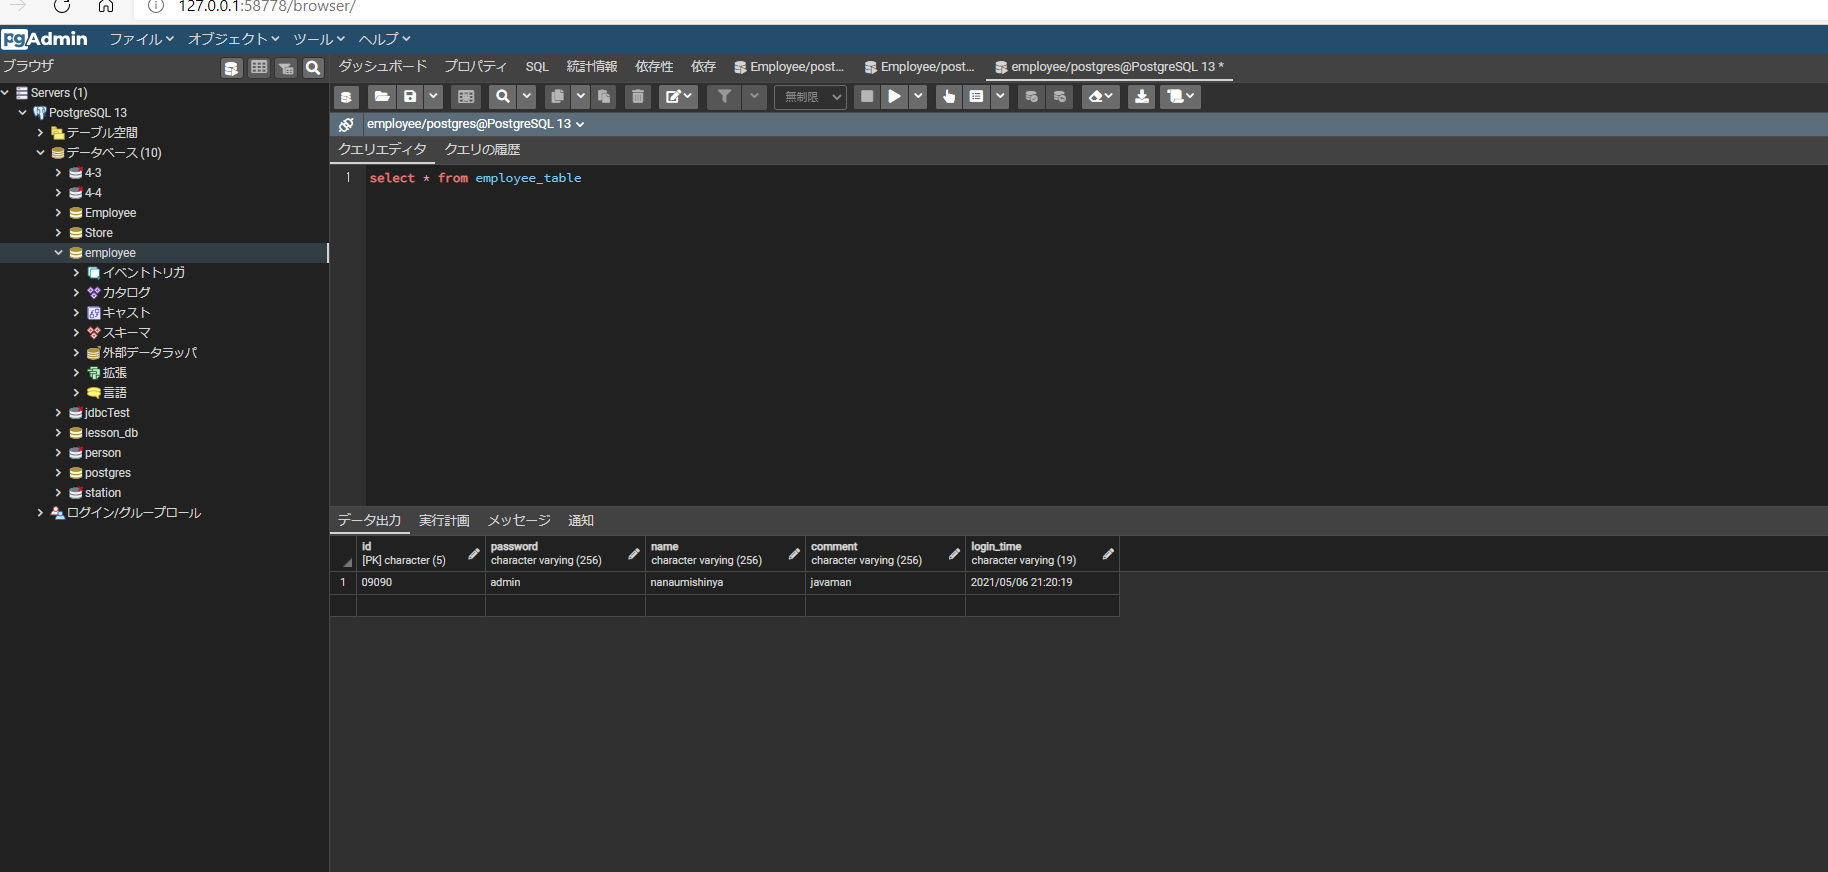 127.0.0.1:58778/browser/
pgAdmin ファイル オブジェクト ツール ヘルプ
ブラウザ
Servers (1)
PostgreSQL 13
テーブル空間
データベース (10)
4-3
4-4
Employee
Store
employee
イベントトリガ
カタログ
キャスト
スキーマ
外部データラッパ
拡張
言語
jdbcTest
lesson_db
person
postgres
station
ログイン/グループロール
ダッシュボード プロパティ SQL 統計情報 依存性 依存 Employee/post... Employee/post... employee/postgres@PostgreSQL 13 *
無制限
employee/postgres@PostgreSQL 13
クエリエディタ クエリの履歴
1 select * from employee_table
データ出力 実行計画 メッセージ 通知
id password name comment login_time
[PK] character (5) character varying (256) character varying (256) character varying (256) character varying (19)
1 09090 admin nanaumishinya javaman 2021/05/06 21:20:19